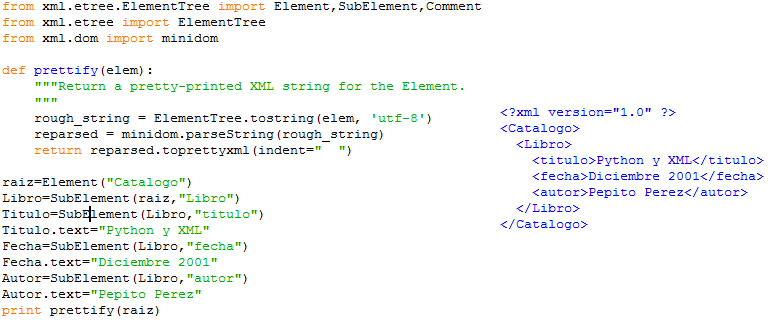 from xml.etree.ElementTree import Element,SubElement,Comment
from xml.etree import ElementTree
from xml.dom import minidom

def prettify(elem):
    """Return a pretty-printed XML string for the Element.
    """
    rough_string = ElementTree.tostring(elem, 'utf-8')
    reparsed = minidom.parseString(rough_string)
    return reparsed.toprettyxml(indent="  ")

raiz=Element("Catalogo")
Libro=SubElement(raiz,"Libro")
Titulo=SubElement(Libro,"titulo")
Titulo.text="Python y XML"
Fecha=SubElement(Libro,"fecha")
Fecha.text="Diciembre 2001"
Autor=SubElement(Libro,"autor")
Autor.text="Pepito Perez"
print prettify(raiz)
<?xml version="1.0" ?>
<Catalogo>
  <Libro>
    <titulo>Python y XML</titulo>
    <fecha>Diciembre 2001</fecha>
    <autor>Pepito Perez</autor>
  </Libro>
</Catalogo>